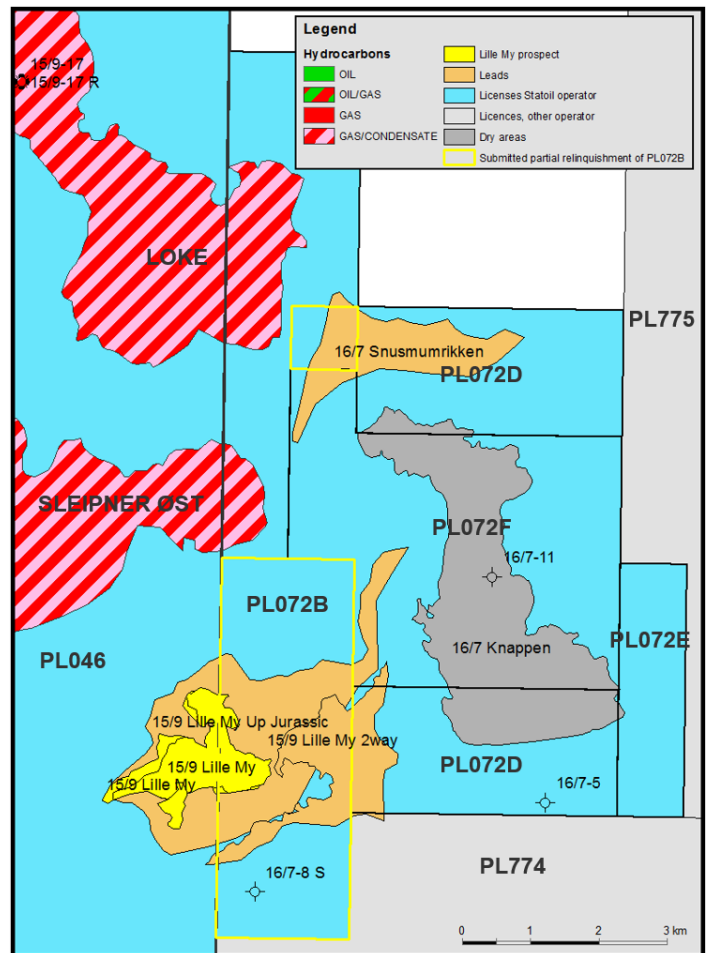 Legend
Hydrocarbons
OIL
OIL/GAS
GAS
GAS/CONDENSATE
Lille My prospect
Leads
Licenses Statoil operator
Licences, other operator
Dry areas
Submitted partial relinquishment of PL072B
15/9-17
15/9-17 R
LOKE
PL775
16/7 Snusmumrikken
PL072D
SLEIPNER ØST
PL072F
16/7-11
PL072B
PL072E
16/7 Knappen
PL046
15/9 Lille My Up Jurassic
15/9 Lille My 2way
15/9 Lille My
15/9 Lille My
PL072D
16/7-5
PL774
16/7-8 S
0 1 2 3 km